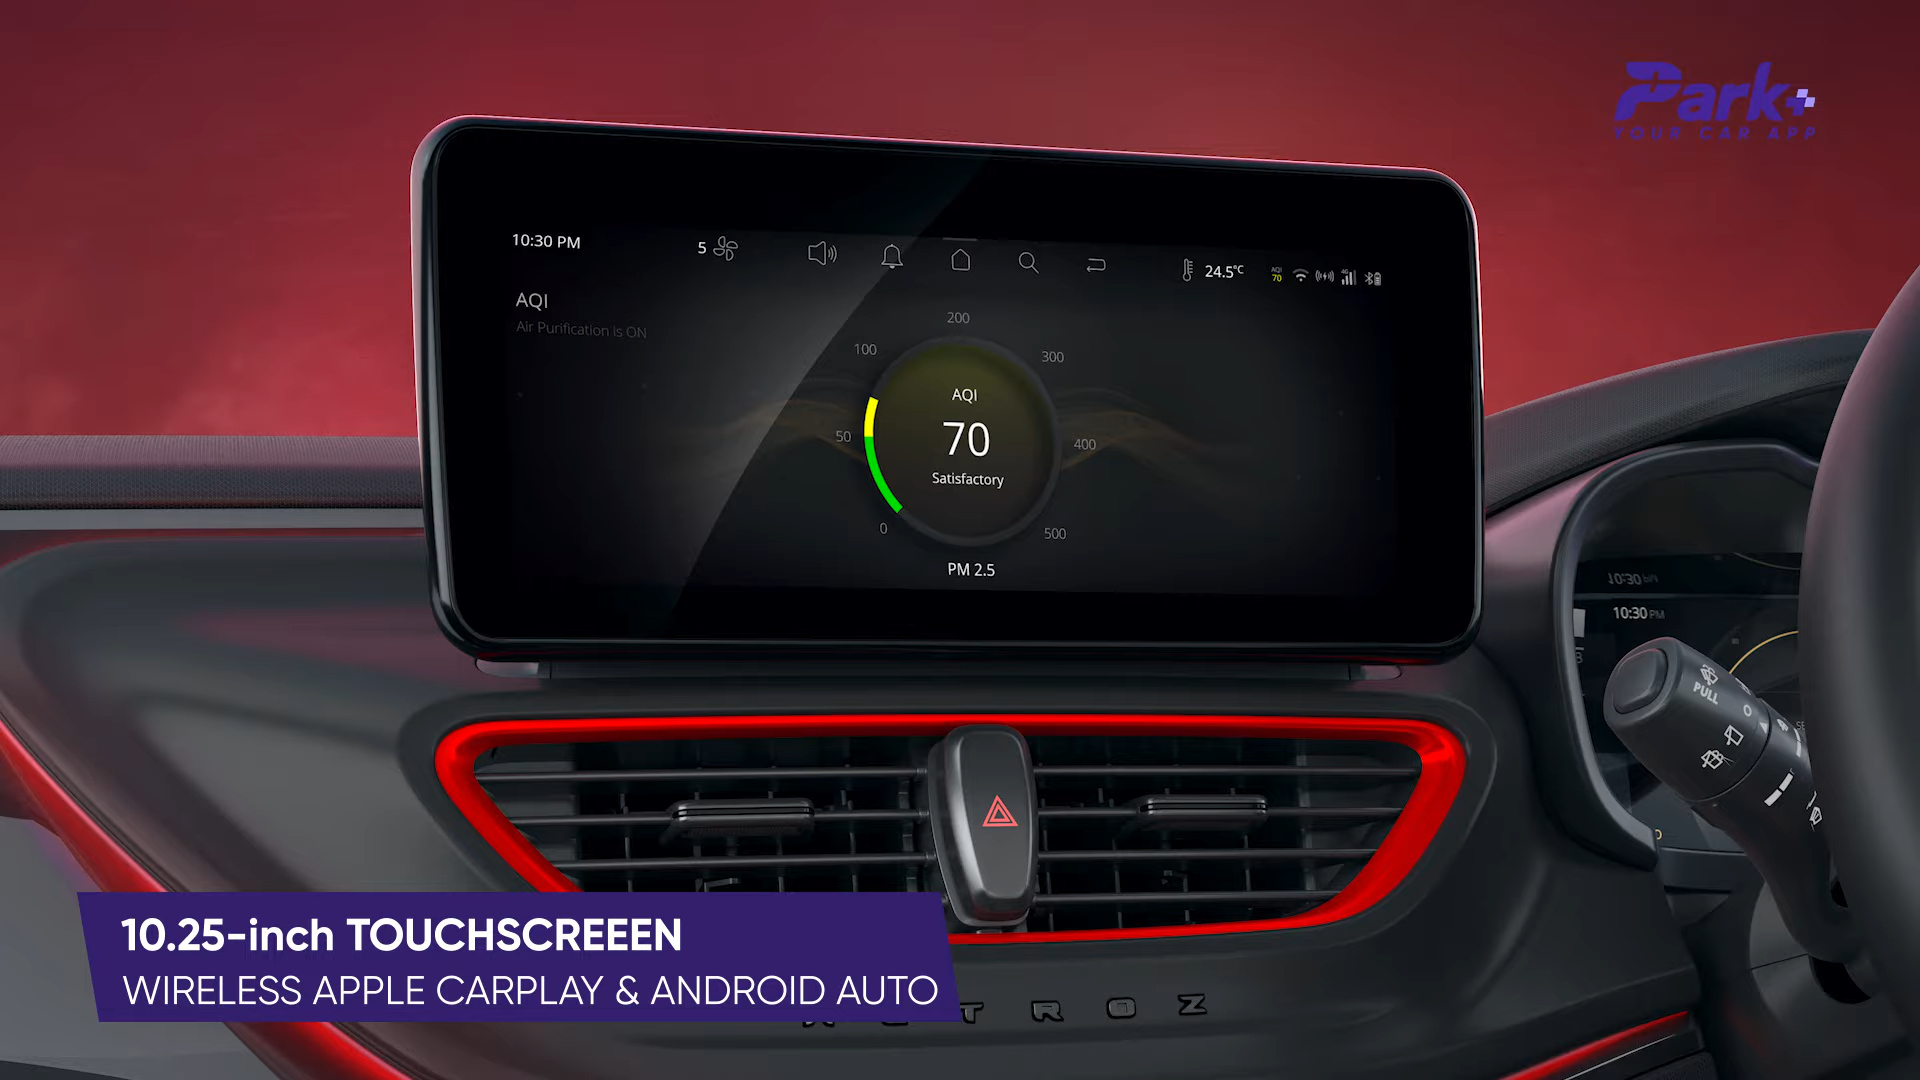 Park+
YOUR CAR APP
10:30 PM
5
24.5°C
AQI
70
AQI
Air Purification is ON
200
100
300
AQI
50
70
400
Satisfactory
0
500
PM 2.5
10:30 PM
PULL
10.25-inch TOUCHSCREEEN
WIRELESS APPLE CARPLAY & ANDROID AUTO
T R O Z